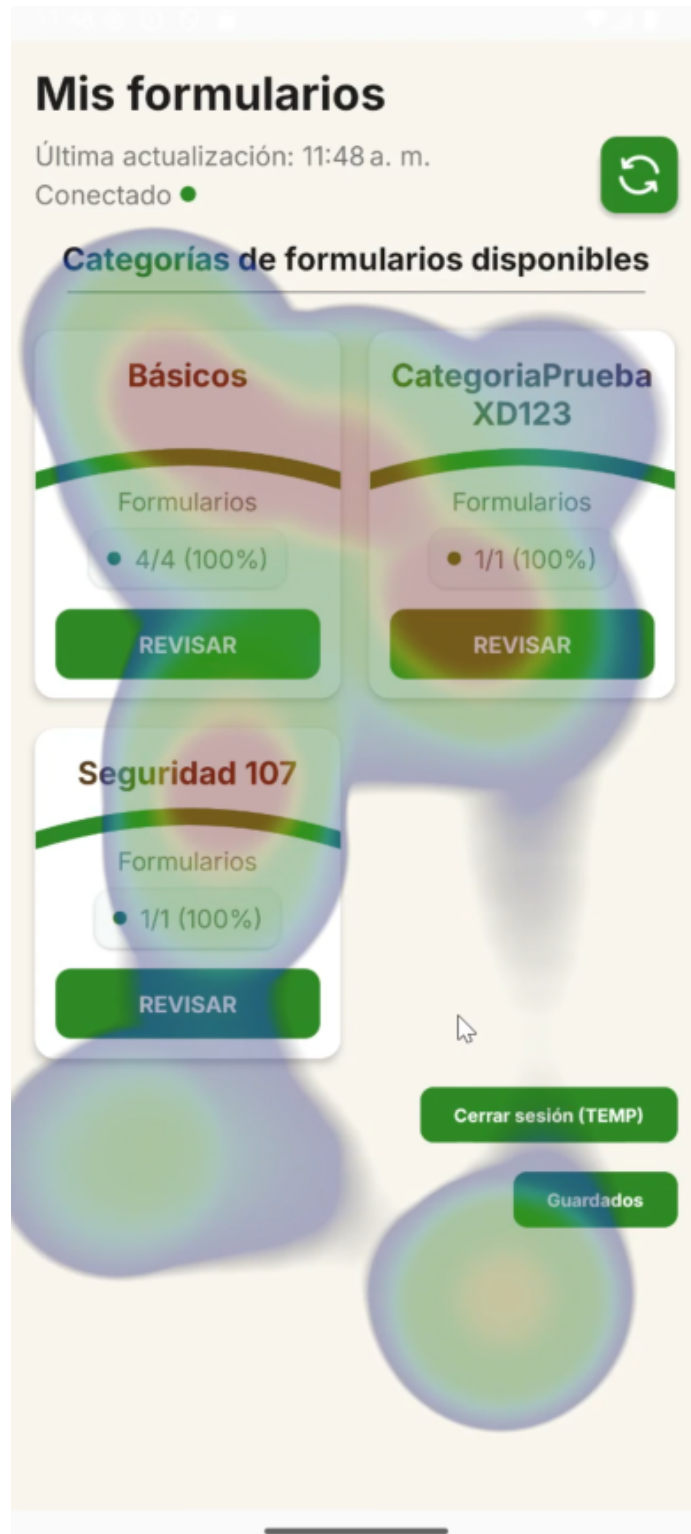 Mis formularios
Última actualización: 11:48 a. m.
Conectado
Categorías de formularios disponibles
Básicos
Formularios
4/4 (100%)
REVISAR
CategoriaPrueba
XD123
Formularios
1/1 (100%)
REVISAR
Seguridad 107
Formularios
1/1 (100%)
REVISAR
Cerrar sesión (TEMP)
Guardados